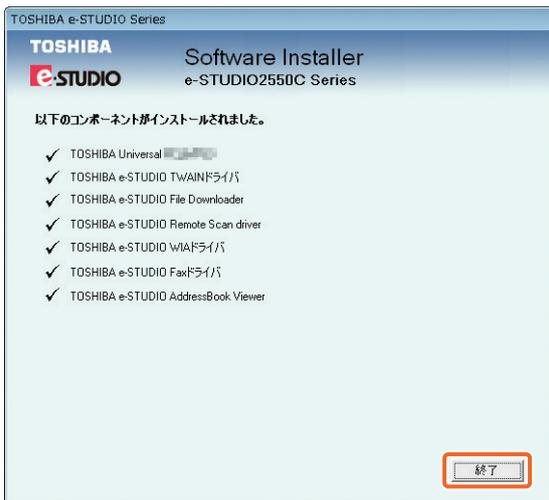 TOSHIBA e-STUDIO Series
TOSHIBA
e-STUDIO
Software Installer
e-STUDIO2550C Series
以下のコンポーネントがインストールされました。
TOSHIBA Universal
TOSHIBA e-STUDIO TWAINドライバ
TOSHIBA e-STUDIO File Downloader
TOSHIBA e-STUDIO Remote Scan driver
TOSHIBA e-STUDIO WIAドライバ
TOSHIBA e-STUDIO Faxドライバ
TOSHIBA e-STUDIO AddressBook Viewer
終了